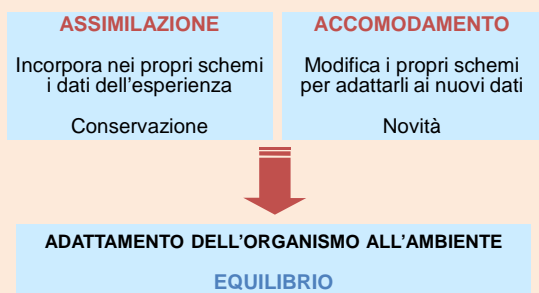 ASSIMILAZIONE
Incorpora nei propri schemi
i dati dell'esperienza
Conservazione
ACCOMODAMENTO
Modifica i propri schemi
per adattarli ai nuovi dati
Novità
ADATTAMENTO DELL'ORGANISMO ALL'AMBIENTE
EQUILIBRIO